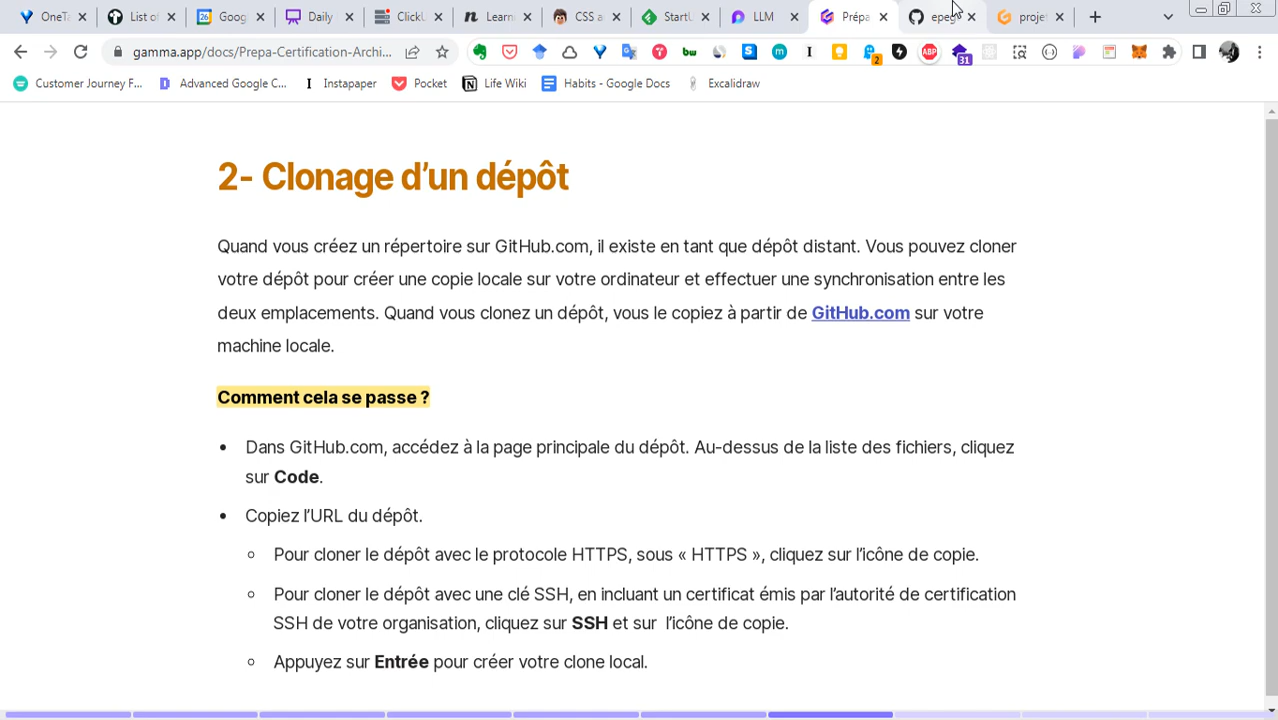 OneT
List of
Goog
Daily
ClickU
Learn
CSS a
StartU
LLM
Prépa
epeg
proje
gamma.app/docs/Prepa-Certification-Archi...
2
31
Customer Journey F...
Advanced Google C...
Instapaper
Pocket
Life Wiki
Habits - Google Docs
Excalidraw
2- Clonage d’un dépôt
Quand vous créez un répertoire sur GitHub.com, il existe en tant que dépôt distant. Vous pouvez cloner
votre dépôt pour créer une copie locale sur votre ordinateur et effectuer une synchronisation entre les
deux emplacements. Quand vous clonez un dépôt, vous le copiez à partir de GitHub.com sur votre
machine locale.
Comment cela se passe ?
• Dans GitHub.com, accédez à la page principale du dépôt. Au-dessus de la liste des fichiers, cliquez
sur Code.
• Copiez l’URL du dépôt.
○ Pour cloner le dépôt avec le protocole HTTPS, sous « HTTPS », cliquez sur l’icône de copie.
○ Pour cloner le dépôt avec une clé SSH, en incluant un certificat émis par l’autorité de certification
SSH de votre organisation, cliquez sur SSH et sur l’icône de copie.
○ Appuyez sur Entrée pour créer votre clone local.